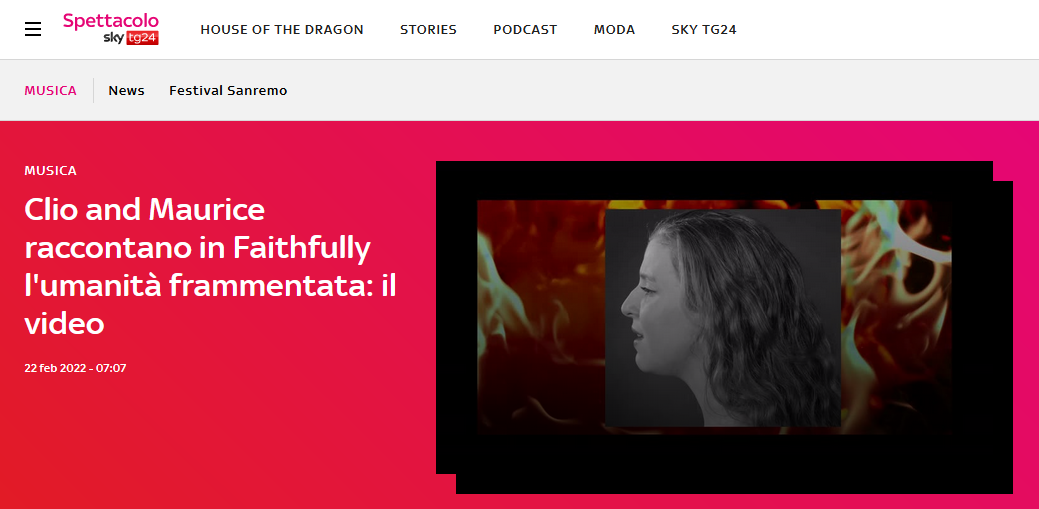 Spettacolo
sky tg24
HOUSE OF THE DRAGON STORIES PODCAST MODA SKY TG24
MUSICA News Festival Sanremo
MUSICA
Clio and Maurice
raccontano in Faithfully
l'umanità frammentata: il
video
22 feb 2022 - 07:07